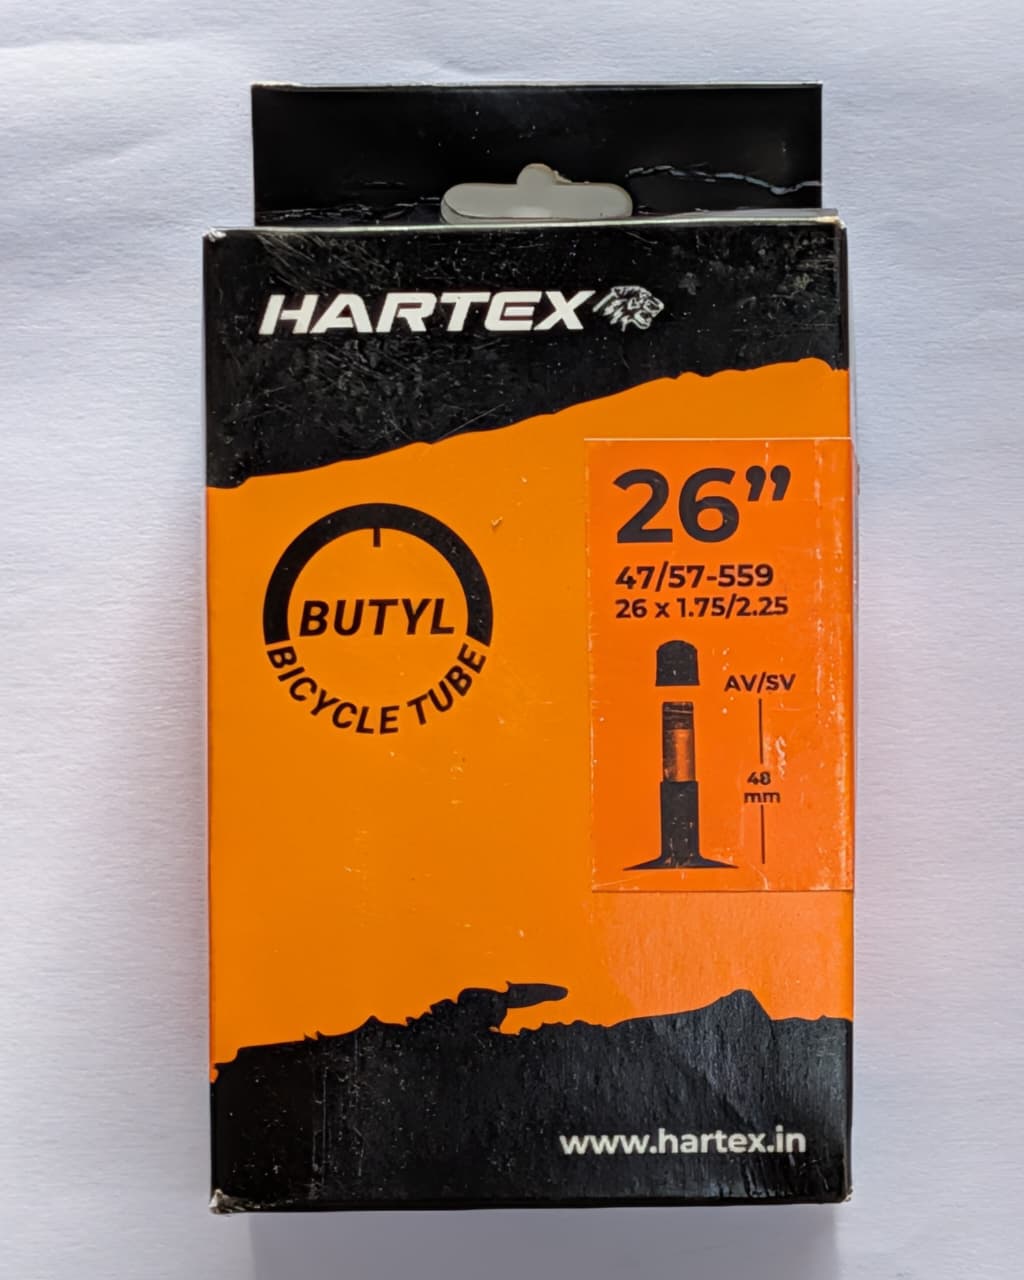 HARTEX
26”
47/57-559
26 x 1.75/2.25
BUTYL
BICYCLE TUBE
AV/SV
48
mm
www.hartex.in